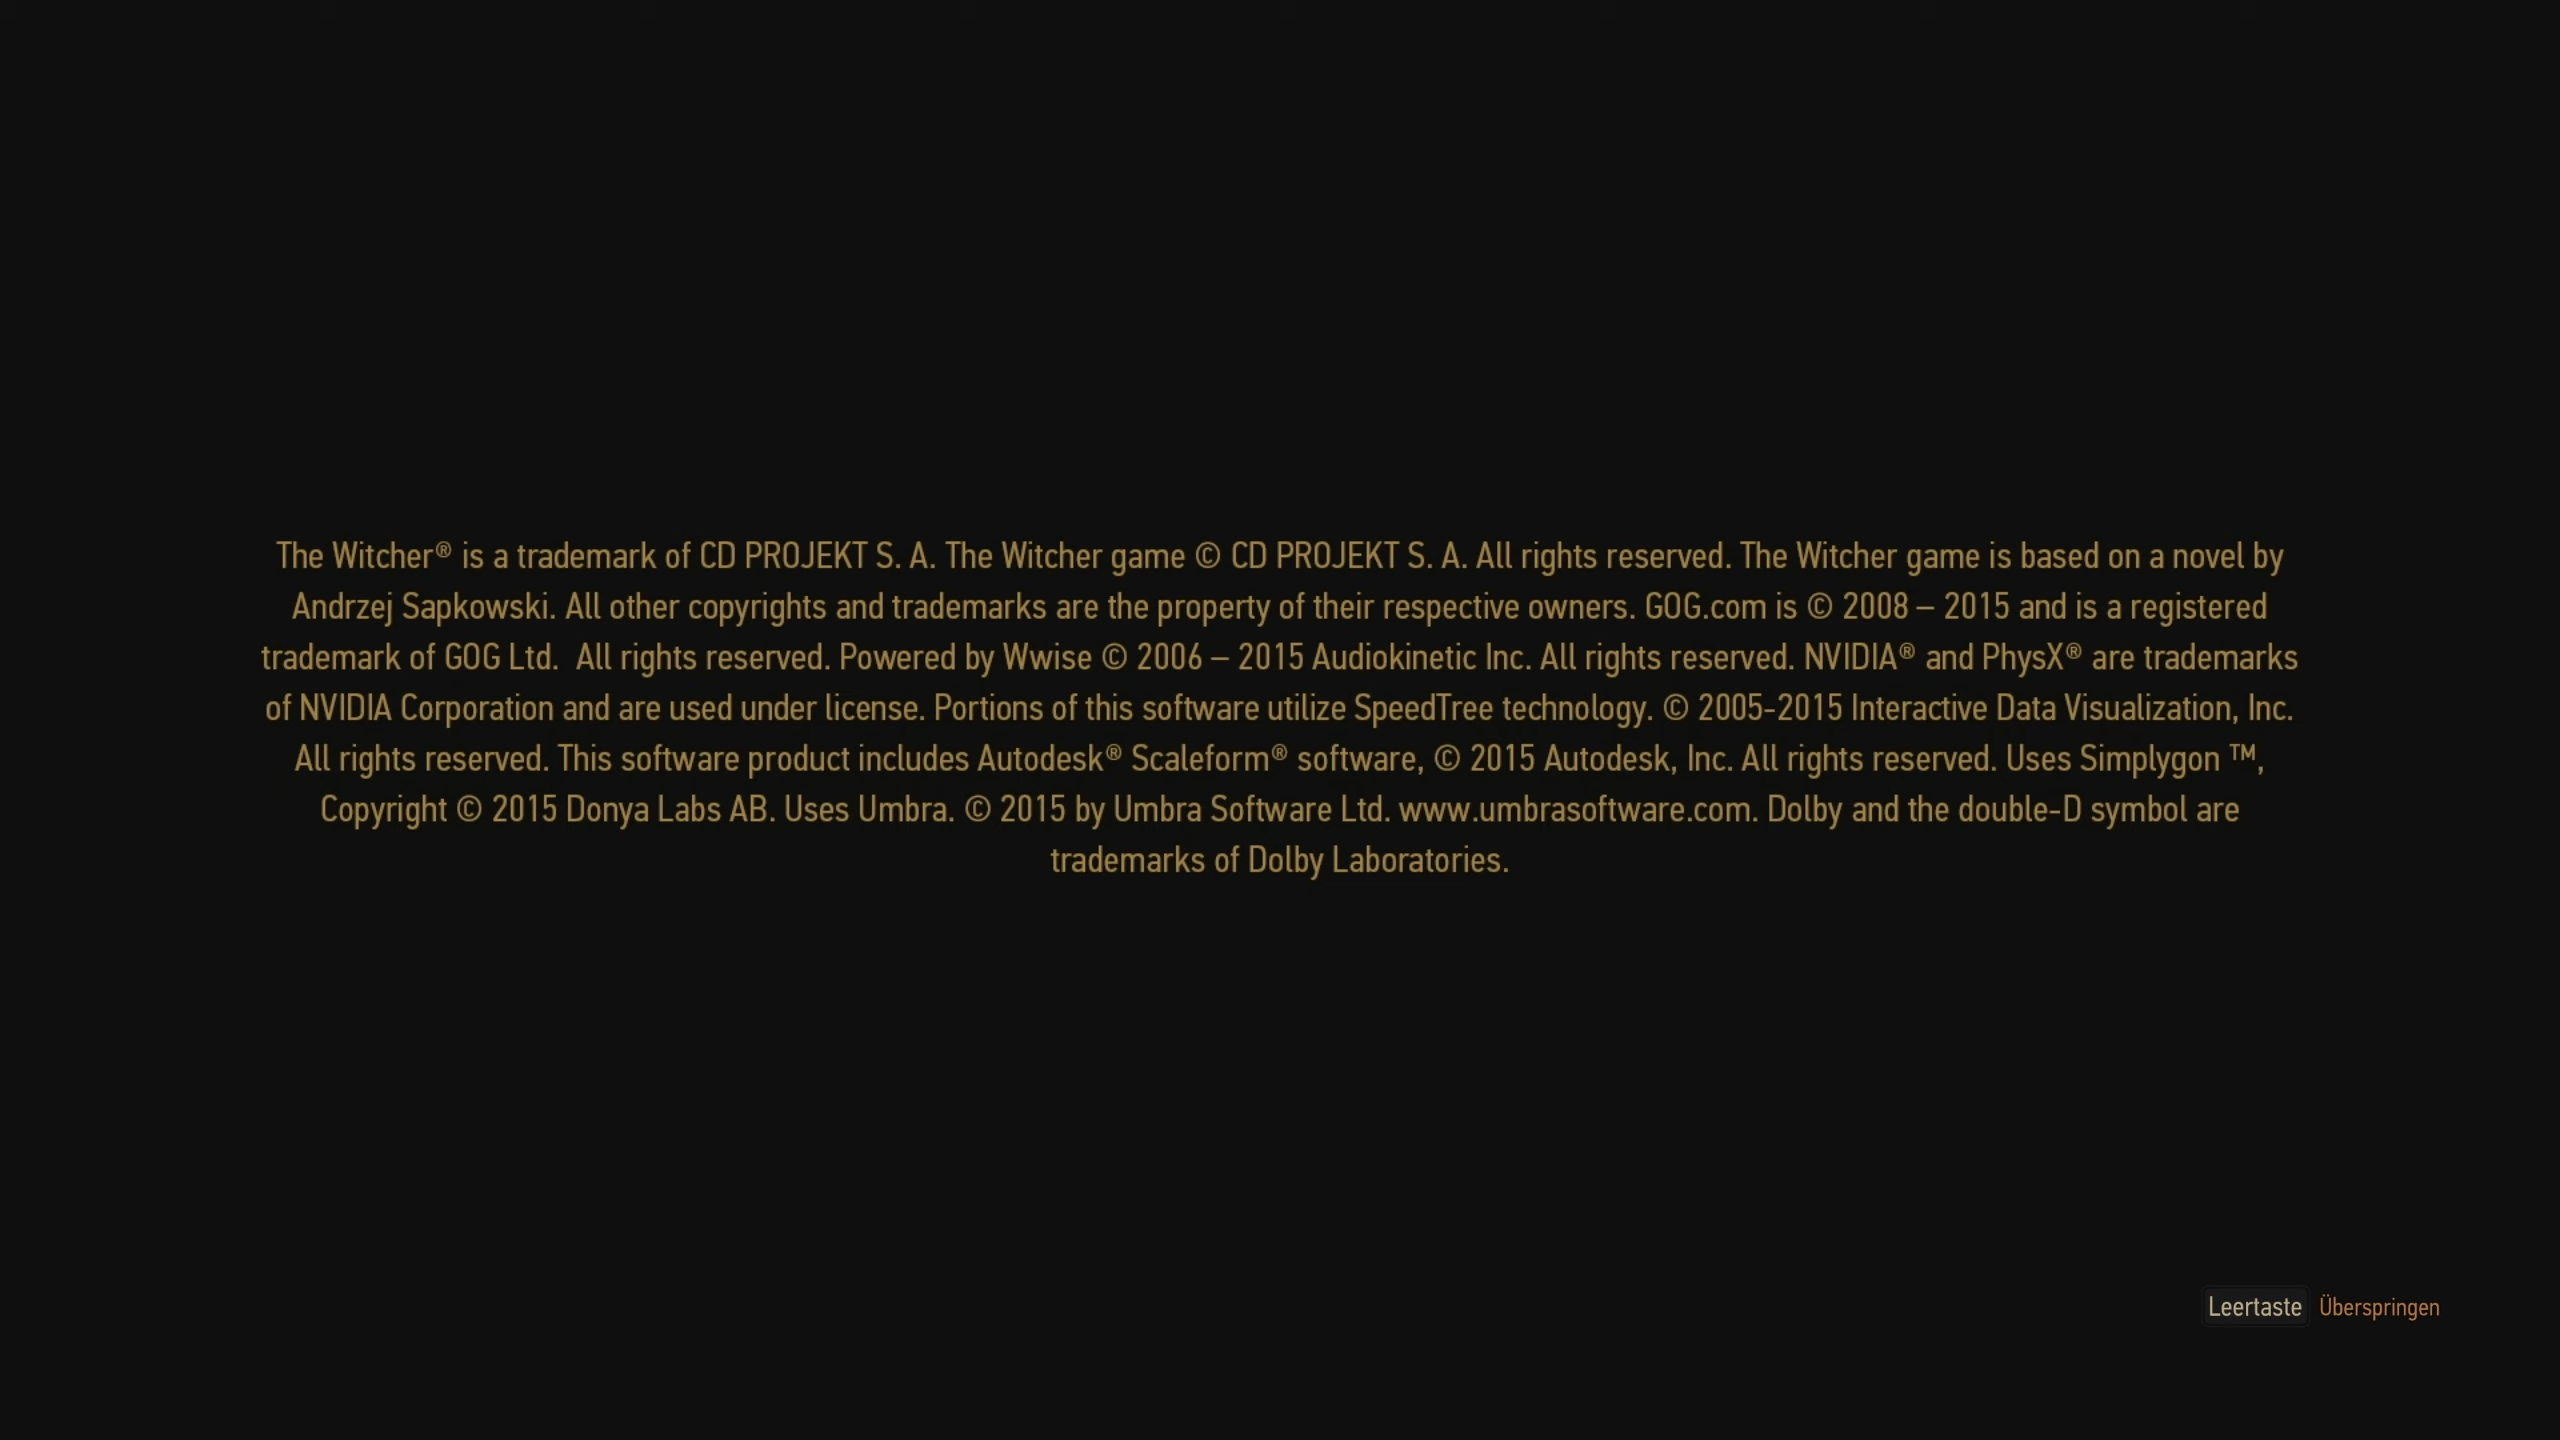 The Witcher® is a trademark of CD PROJEKT S. A. The Witcher game © CD PROJEKT S. A. All rights reserved. The Witcher game is based on a novel by
Andrzej Sapkowski. All other copyrights and trademarks are the property of their respective owners. GOG.com is © 2008 – 2015 and is a registered
trademark of GOG Ltd.  All rights reserved. Powered by Wwise © 2006 – 2015 Audiokinetic Inc. All rights reserved. NVIDIA® and PhysX® are trademarks
of NVIDIA Corporation and are used under license. Portions of this software utilize SpeedTree technology. © 2005-2015 Interactive Data Visualization, Inc.
All rights reserved. This software product includes Autodesk® Scaleform® software, © 2015 Autodesk, Inc. All rights reserved. Uses Simplygon ™,
Copyright © 2015 Donya Labs AB. Uses Umbra. © 2015 by Umbra Software Ltd. www.umbrasoftware.com. Dolby and the double-D symbol are
trademarks of Dolby Laboratories.
Leertaste Überspringen